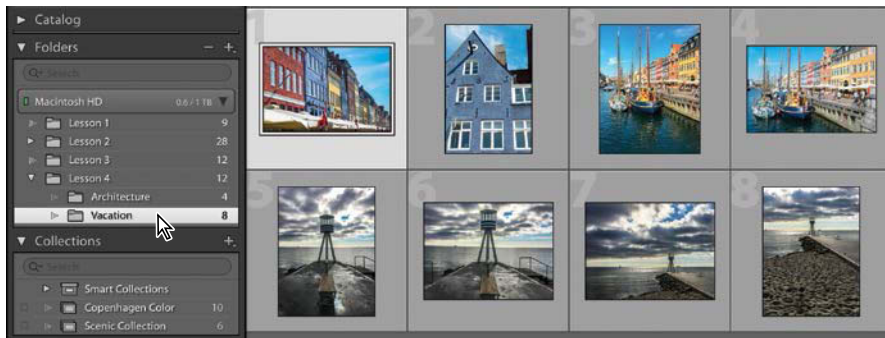 Catalog
Folders
Search
Macintosh HD 0.6 / 1 TB
Lesson 1 9
Lesson 2 28
Lesson 3 12
Lesson 4 12
Architecture 4
Vacation 8
Collections
Search
Smart Collections
Copenhagen Color 10
Scenic Collection 6
1 2 3 4
5 6 7 8